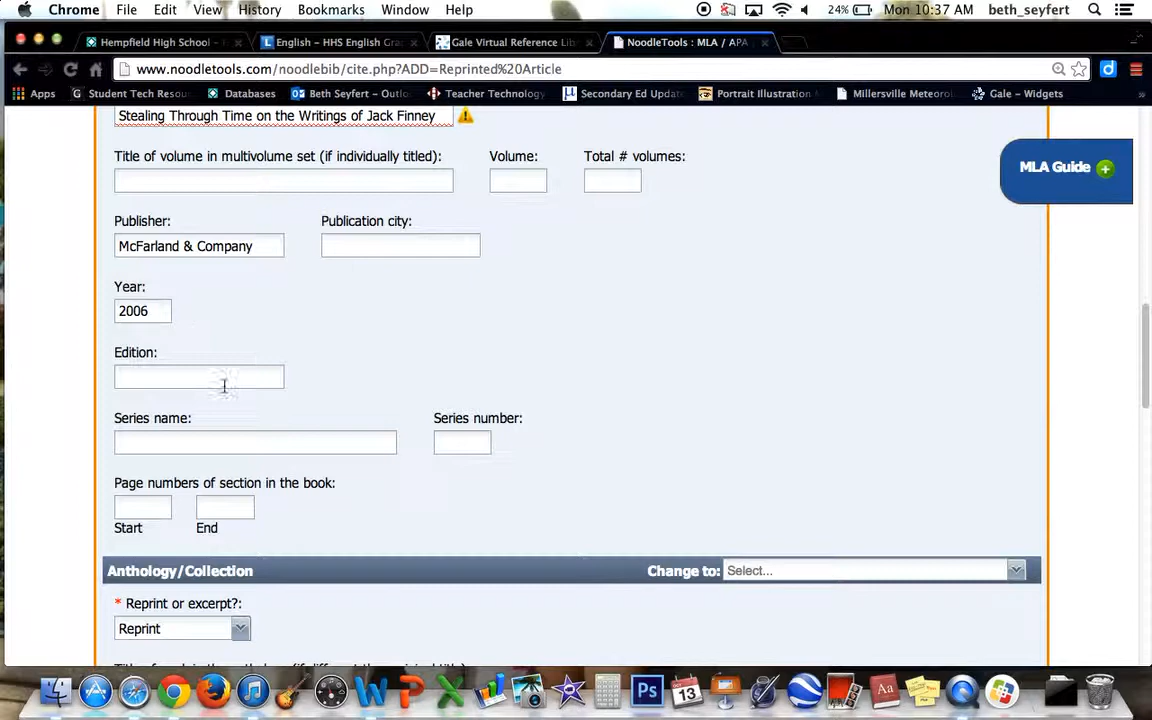 Chrome File Edit View History Bookmarks Window Help 24% Mon 10:37 AM beth_seyfert
Hempfield High School - English – HHS English Gra Gale Virtual Reference Lib NoodleTools : MLA / APA
www.noodletools.com/noodlebib/cite.php?ADD=Reprinted%20Article
Apps Student Tech Resou Databases Beth Seyfert – Outlo Teacher Technology Secondary Ed Update Portrait Illustration Millersville Meteorol Gale – Widgets »
Stealing Through Time on the Writings of Jack Finney
MLA Guide
Title of volume in multivolume set (if individually titled): Volume: Total # volumes:
Publisher: Publication city:
McFarland & Company
Year:
2006
Edition:
Series name: Series number:
Page numbers of section in the book:
Start End
Anthology/Collection Change to: Select...
* Reprint or excerpt?:
Reprint